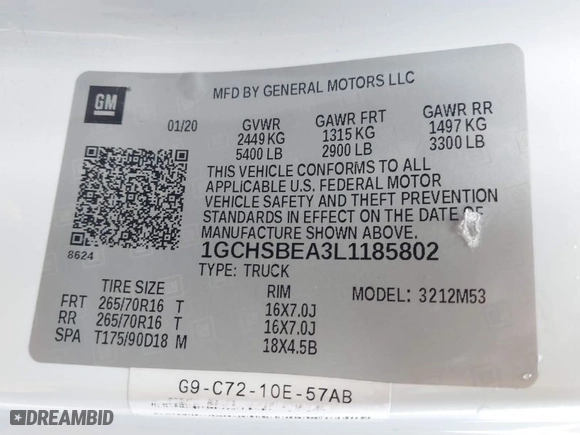 GM
MFD BY GENERAL MOTORS LLC
01/20 GVWR GAWR FRT GAWR RR
2449 KG 1315 KG 1497 KG
5400 LB 2900 LB 3300 LB
THIS VEHICLE CONFORMS TO ALL
APPLICABLE U.S. FEDERAL MOTOR
VEHICLE SAFETY AND THEFT PREVENTION
STANDARDS IN EFFECT ON THE DATE OF
MANUFACTURE SHOWN ABOVE.
8624
1GCHSBEA3L1185802
TYPE: TRUCK
TIRE SIZE RIM MODEL: 3212M53
FRT 265/70R16 T 16X7.0J
RR 265/70R16 T 16X7.0J
SPA T175/90D18 M 18X4.5B
G9-C72-10E-57AB
DREAMBID